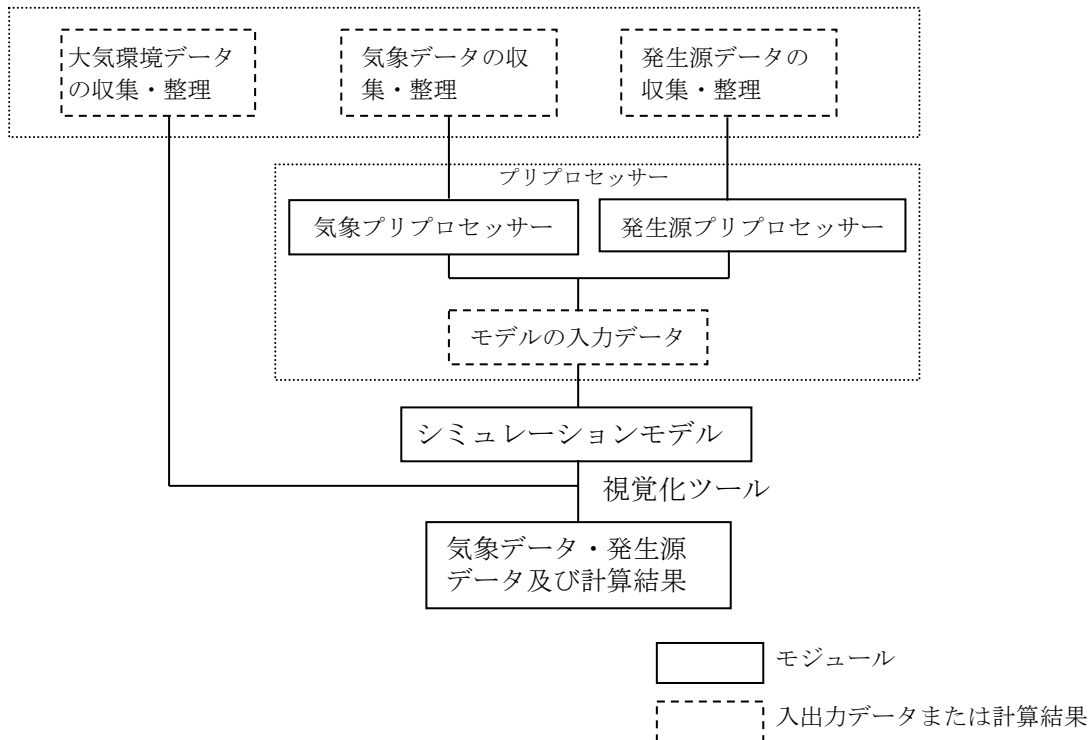 大気環境データ
の収集・整理
気象データの収
集・整理
発生源データの
収集・整理
プリプロセッサー
気象プリプロセッサー
発生源プリプロセッサー
モデルの入力データ
シミュレーションモデル
視覚化ツール
気象データ・発生源
データ及び計算結果
モジュール
入出力データまたは計算結果